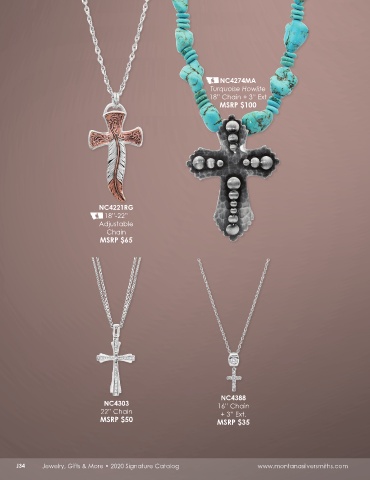 NC4274MA
Turquoise Howlite
18" Chain + 3" Ext.
MSRP $100
NC4221RG
18"-22"
Adjustable
Chain
MSRP $65
NC4303
22" Chain
MSRP $50
NC4388
16" Chain
+ 3" Ext.
MSRP $35
J34 Jewelry, Gifts & More • 2020 Signature Catalog www.montanasilversmiths.com